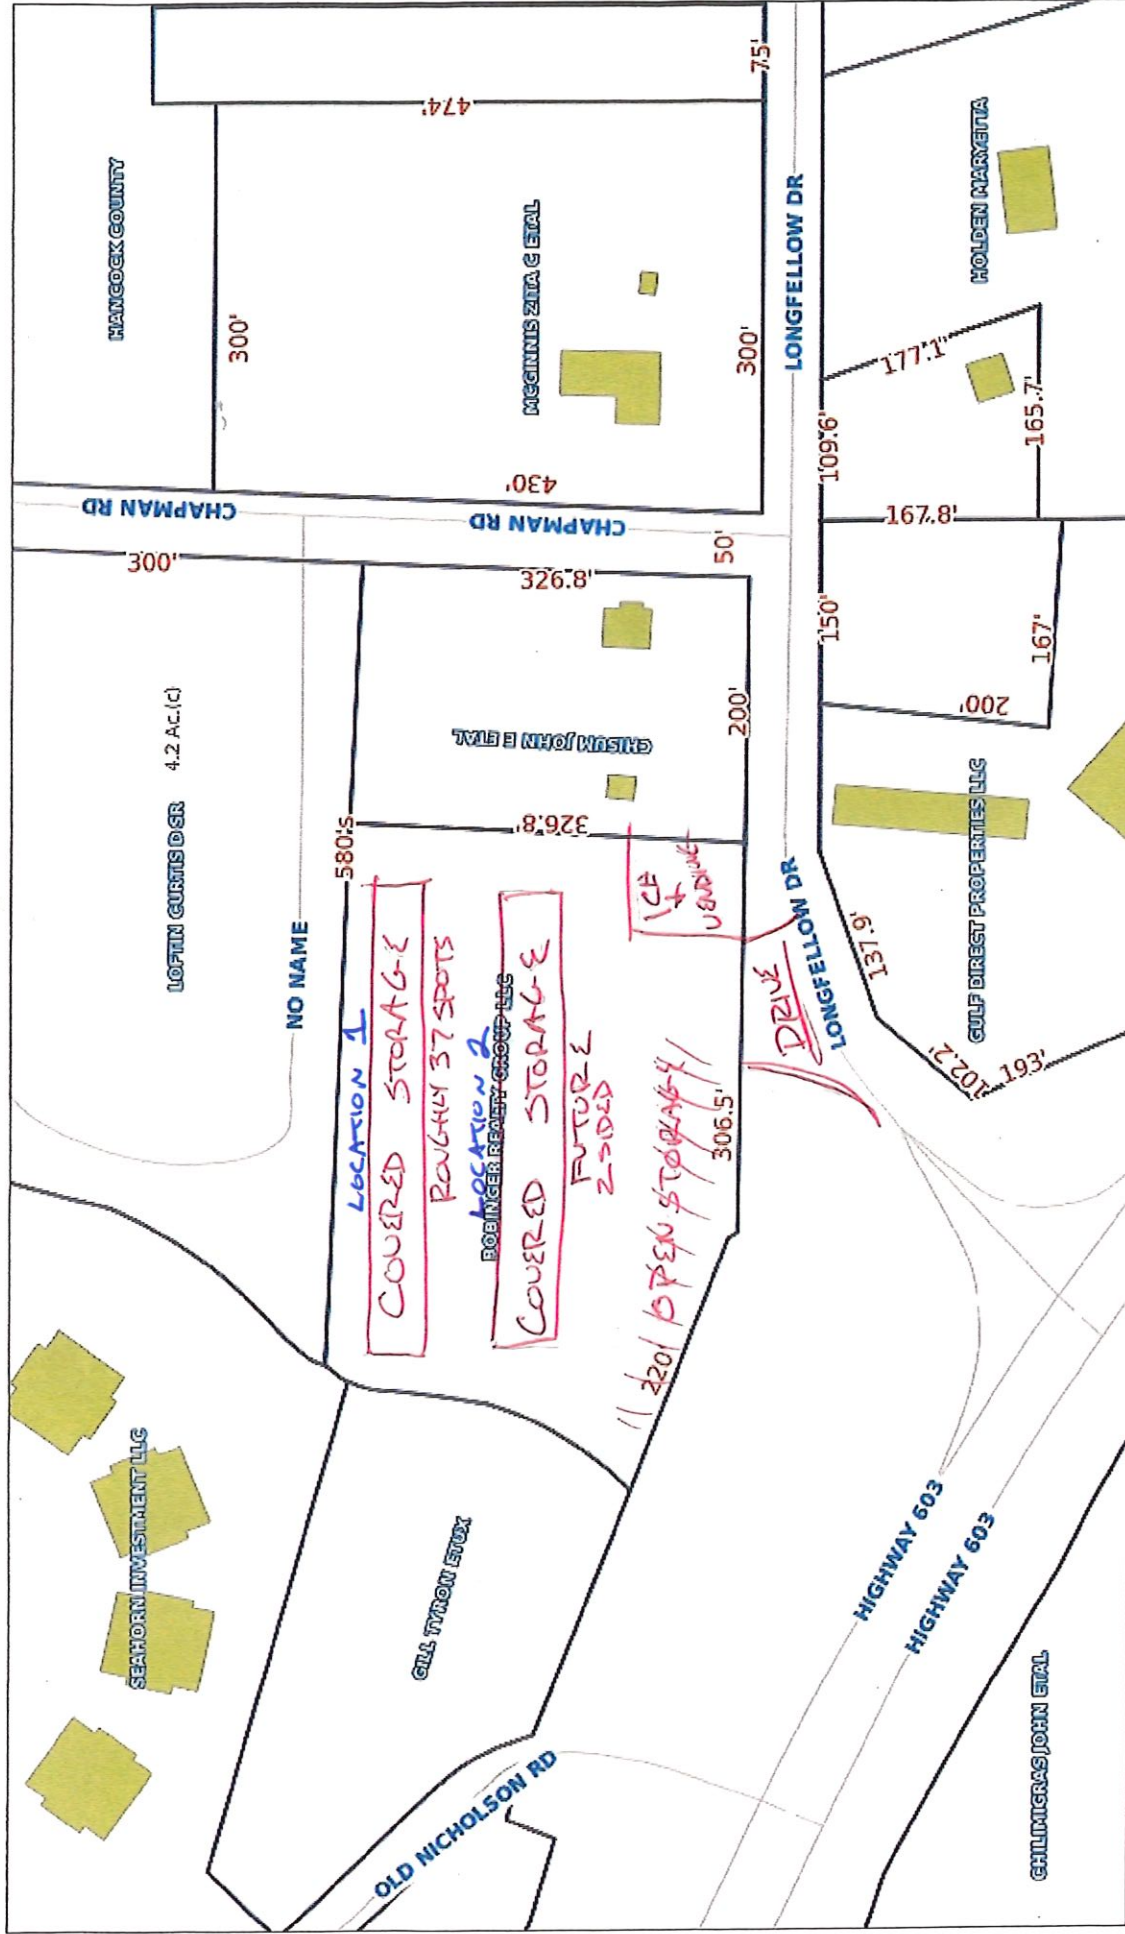 HANCOCK COUNTY
474'
75'
300'
MCGINNIS ZITA C ETAL
300'
430'
LONGFELLOW DR
HOLDEN MARYETTA
177.1'
109.6'
165.7'
167.8'
CHAPMAN RD
CHAPMAN RD
50'
300'
326.8'
LOFTIN CURTIS D SR
4.2 Ac.(c)
NO NAME
580's
CHISUM JOHN E ETAL
200'
326.8'
150'
167'
200'
GULF DIRECT PROPERTIES LLC
137.9'
102.2'
193'
LONGFELLOW DR
DRIVE
ICE
+
VENDING
LOCATION 1
COVERED STORAGE
ROUGHLY 37 SPOTS
LOCATION 2
BOBINGER REALTY GROUP LLC
COVERED STORAGE
FUTURE
2 SIDED
306.5'
OPEN STORAGE
220
SEAHORN INVESTMENT LLC
GILL TYRON ETUX
OLD NICHOLSON RD
HIGHWAY 603
HIGHWAY 603
CHILIMIGRAS JOHN ETAL